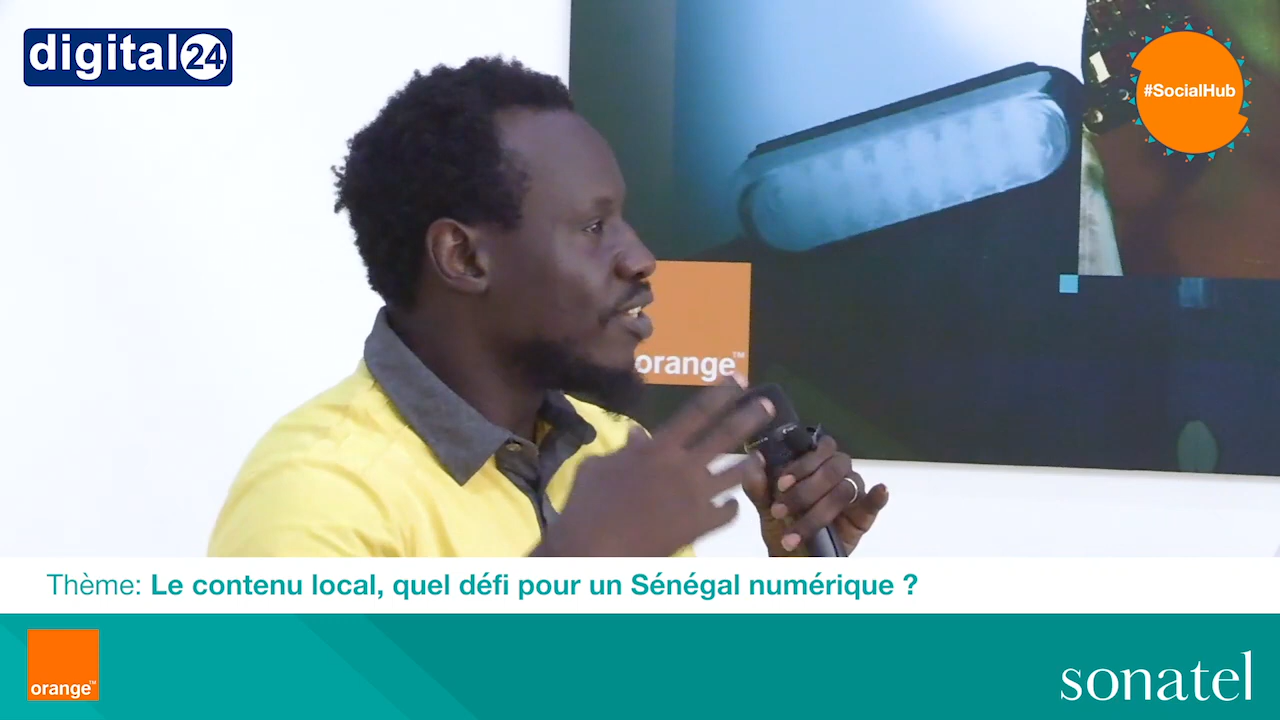 digital24
#SocialHub
orange™
Thème: Le contenu local, quel défi pour un Sénégal numérique ?
orange™
sonatel